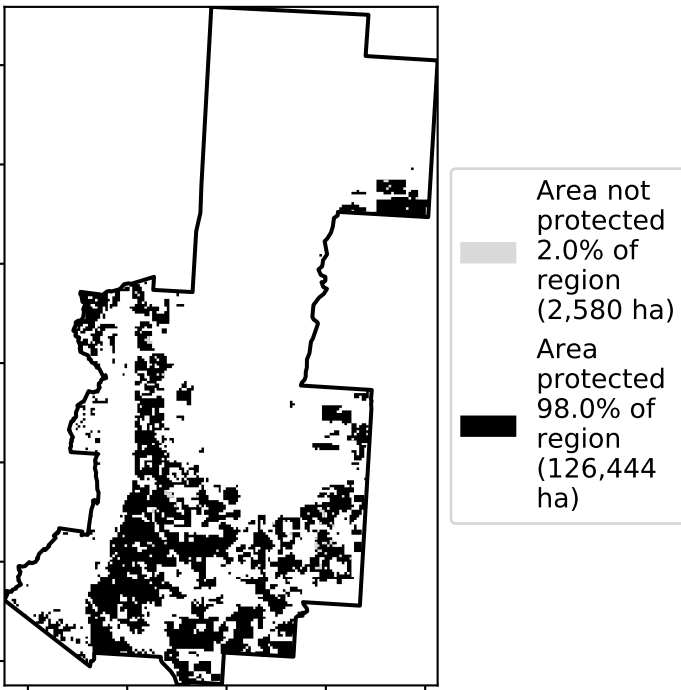 Area not
protected
2.0% of
region
(2,580 ha)
Area
protected
98.0% of
region
(126,444
ha)